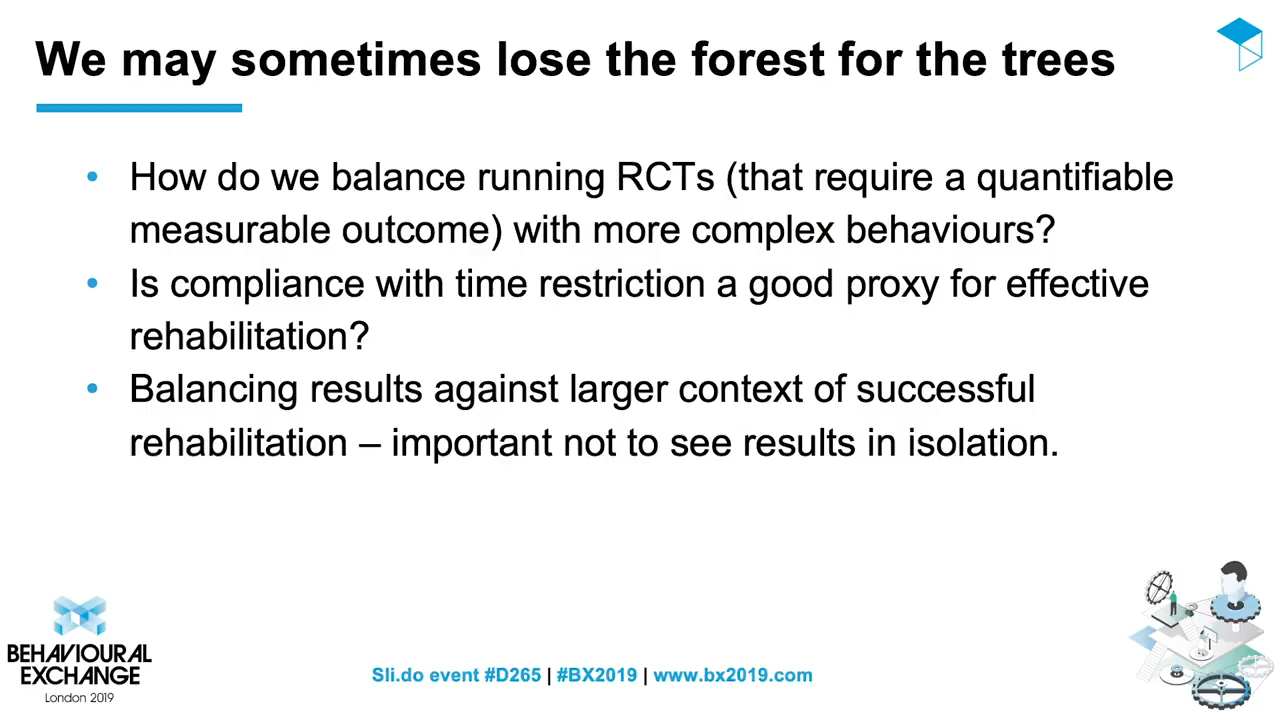 We may sometimes lose the forest for the trees
• How do we balance running RCTs (that require a quantifiable
measurable outcome) with more complex behaviours?
• Is compliance with time restriction a good proxy for effective
rehabilitation?
• Balancing results against larger context of successful
rehabilitation – important not to see results in isolation.
BEHAVIOURAL
EXCHANGE
London 2019
Sli.do event #D265 | #BX2019 | www.bx2019.com